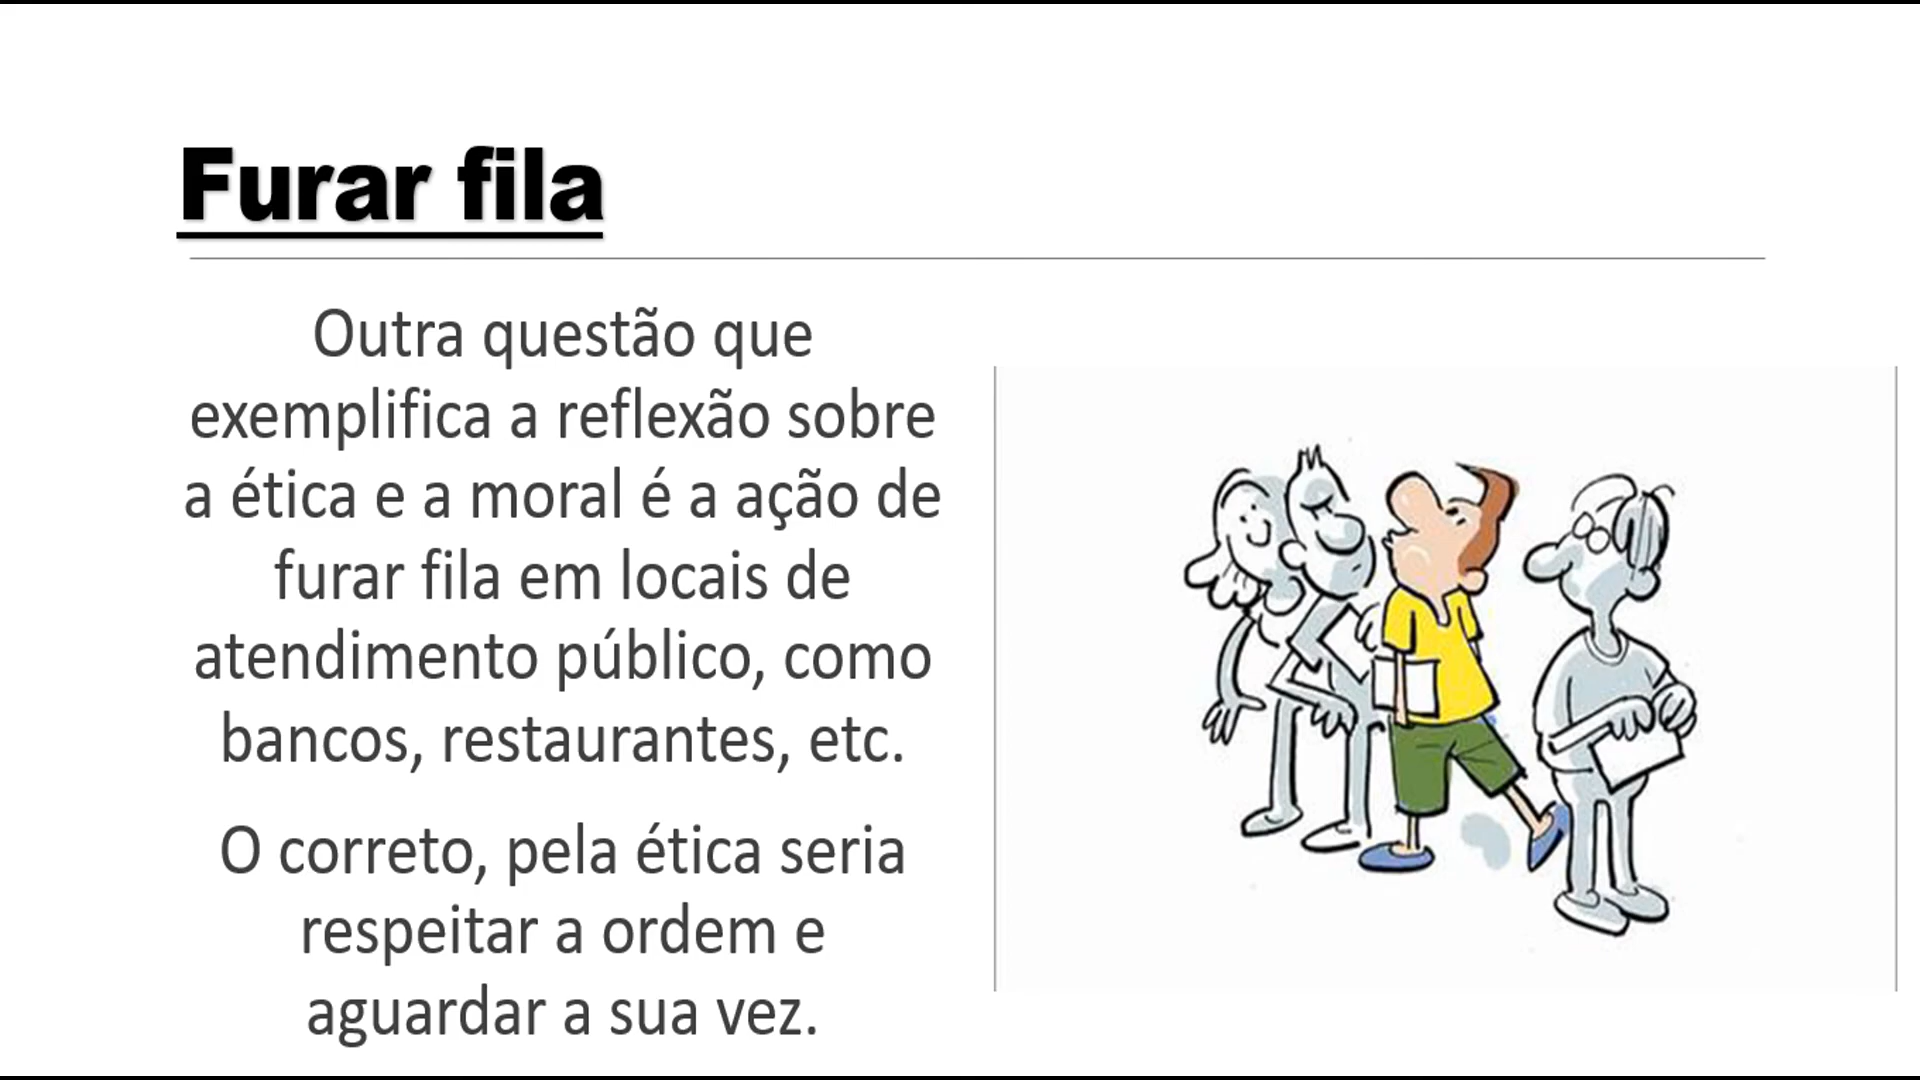 Furar fila
Outra questão que
exemplifica a reflexão sobre
a ética e a moral é a ação de
furar fila em locais de
atendimento público, como
bancos, restaurantes, etc.
O correto, pela ética seria
respeitar a ordem e
aguardar a sua vez.